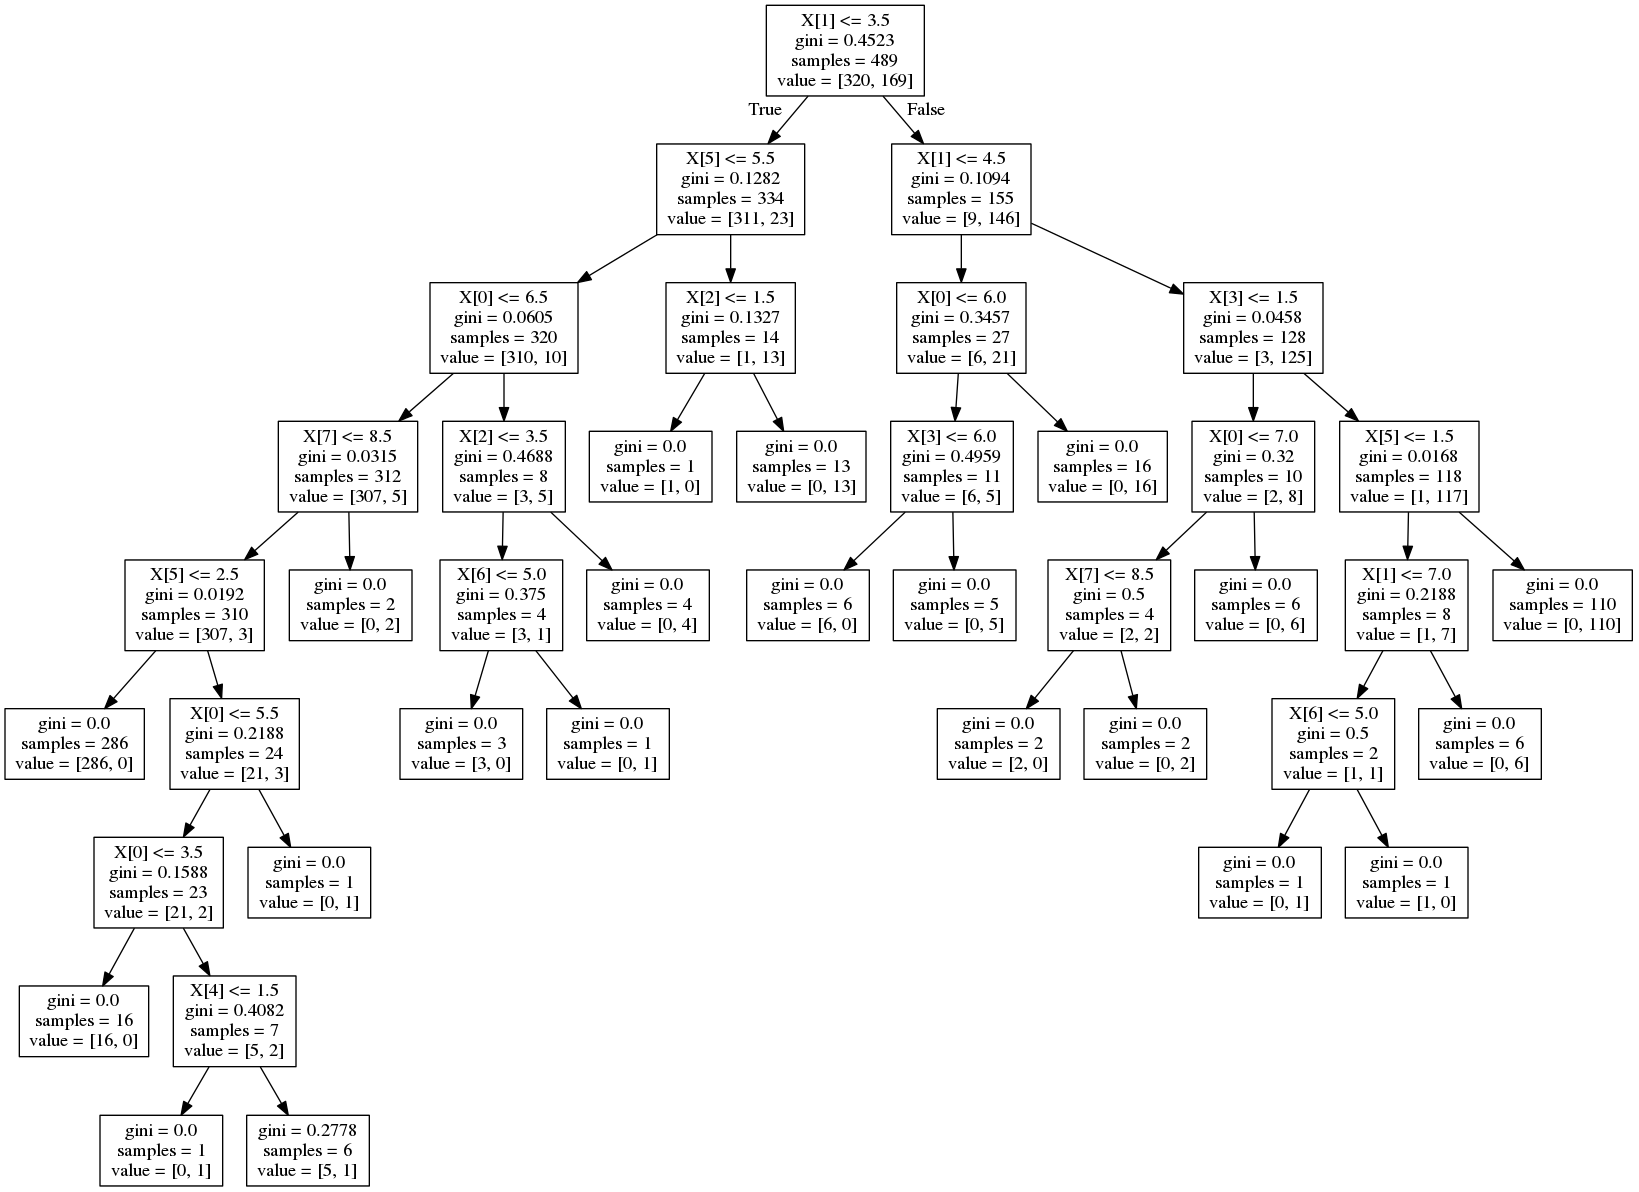 X[1] <= 3.5
gini = 0.4523
samples = 489
value = [320, 169]
True
False
X[5] <= 5.5
gini = 0.1282
samples = 334
value = [311, 23]
X[1] <= 4.5
gini = 0.1094
samples = 155
value = [9, 146]
X[0] <= 6.5
gini = 0.0605
samples = 320
value = [310, 10]
X[2] <= 1.5
gini = 0.1327
samples = 14
value = [1, 13]
X[0] <= 6.0
gini = 0.3457
samples = 27
value = [6, 21]
X[3] <= 1.5
gini = 0.0458
samples = 128
value = [3, 125]
X[7] <= 8.5
gini = 0.0315
samples = 312
value = [307, 5]
X[2] <= 3.5
gini = 0.4688
samples = 8
value = [3, 5]
gini = 0.0
samples = 1
value = [1, 0]
gini = 0.0
samples = 13
value = [0, 13]
X[3] <= 6.0
gini = 0.4959
samples = 11
value = [6, 5]
gini = 0.0
samples = 16
value = [0, 16]
X[0] <= 7.0
gini = 0.32
samples = 10
value = [2, 8]
X[5] <= 1.5
gini = 0.0168
samples = 118
value = [1, 117]
X[5] <= 2.5
gini = 0.0192
samples = 310
value = [307, 3]
gini = 0.0
samples = 2
value = [0, 2]
X[6] <= 5.0
gini = 0.375
samples = 4
value = [3, 1]
gini = 0.0
samples = 4
value = [0, 4]
gini = 0.0
samples = 6
value = [6, 0]
gini = 0.0
samples = 5
value = [0, 5]
X[7] <= 8.5
gini = 0.5
samples = 4
value = [2, 2]
gini = 0.0
samples = 6
value = [0, 6]
X[1] <= 7.0
gini = 0.2188
samples = 8
value = [1, 7]
gini = 0.0
samples = 110
value = [0, 110]
gini = 0.0
samples = 286
value = [286, 0]
X[0] <= 5.5
gini = 0.2188
samples = 24
value = [21, 3]
gini = 0.0
samples = 3
value = [3, 0]
gini = 0.0
samples = 1
value = [0, 1]
gini = 0.0
samples = 2
value = [2, 0]
gini = 0.0
samples = 2
value = [0, 2]
X[6] <= 5.0
gini = 0.5
samples = 2
value = [1, 1]
gini = 0.0
samples = 6
value = [0, 6]
X[0] <= 3.5
gini = 0.1588
samples = 23
value = [21, 2]
gini = 0.0
samples = 1
value = [0, 1]
gini = 0.0
samples = 1
value = [0, 1]
gini = 0.0
samples = 1
value = [1, 0]
gini = 0.0
samples = 16
value = [16, 0]
X[4] <= 1.5
gini = 0.4082
samples = 7
value = [5, 2]
gini = 0.0
samples = 1
value = [0, 1]
gini = 0.2778
samples = 6
value = [5, 1]